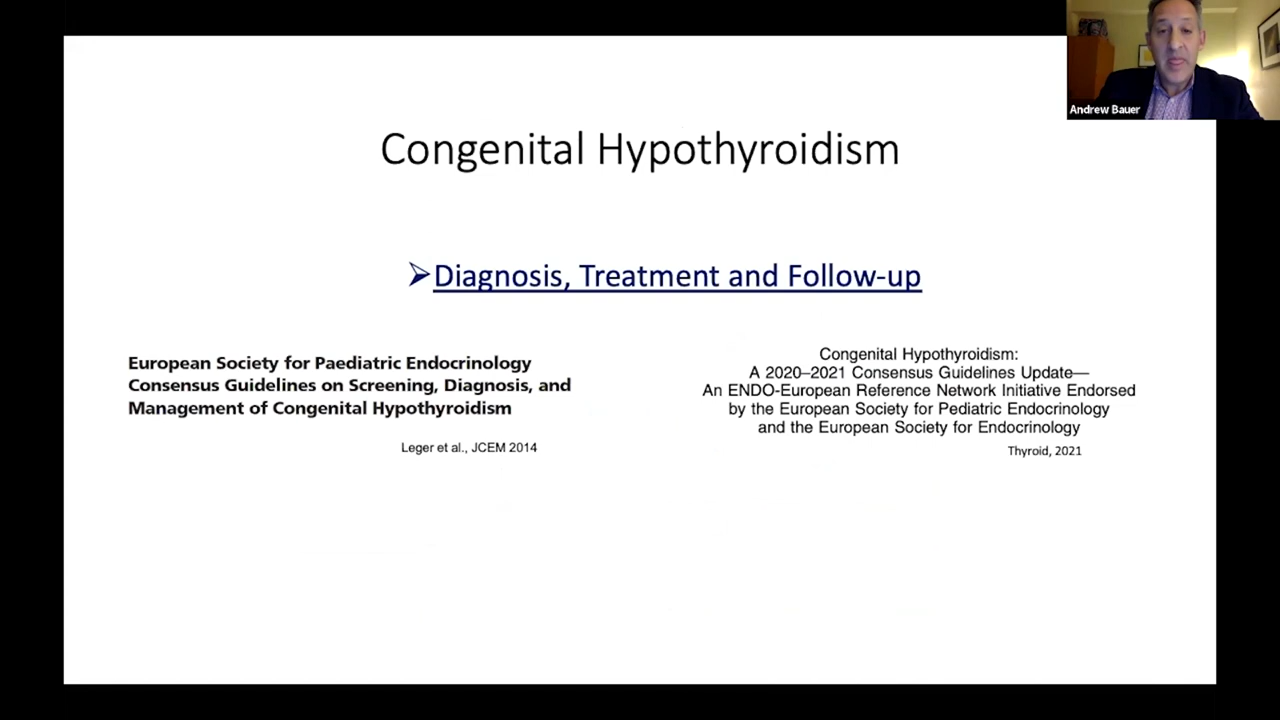 Andrew Bauer
Congenital Hypothyroidism
➢Diagnosis, Treatment and Follow-up
European Society for Paediatric Endocrinology
Consensus Guidelines on Screening, Diagnosis, and
Management of Congenital Hypothyroidism
Leger et al., JCEM 2014
Congenital Hypothyroidism:
A 2020–2021 Consensus Guidelines Update—
An ENDO-European Reference Network Initiative Endorsed
by the European Society for Pediatric Endocrinology
and the European Society for Endocrinology
Thyroid, 2021